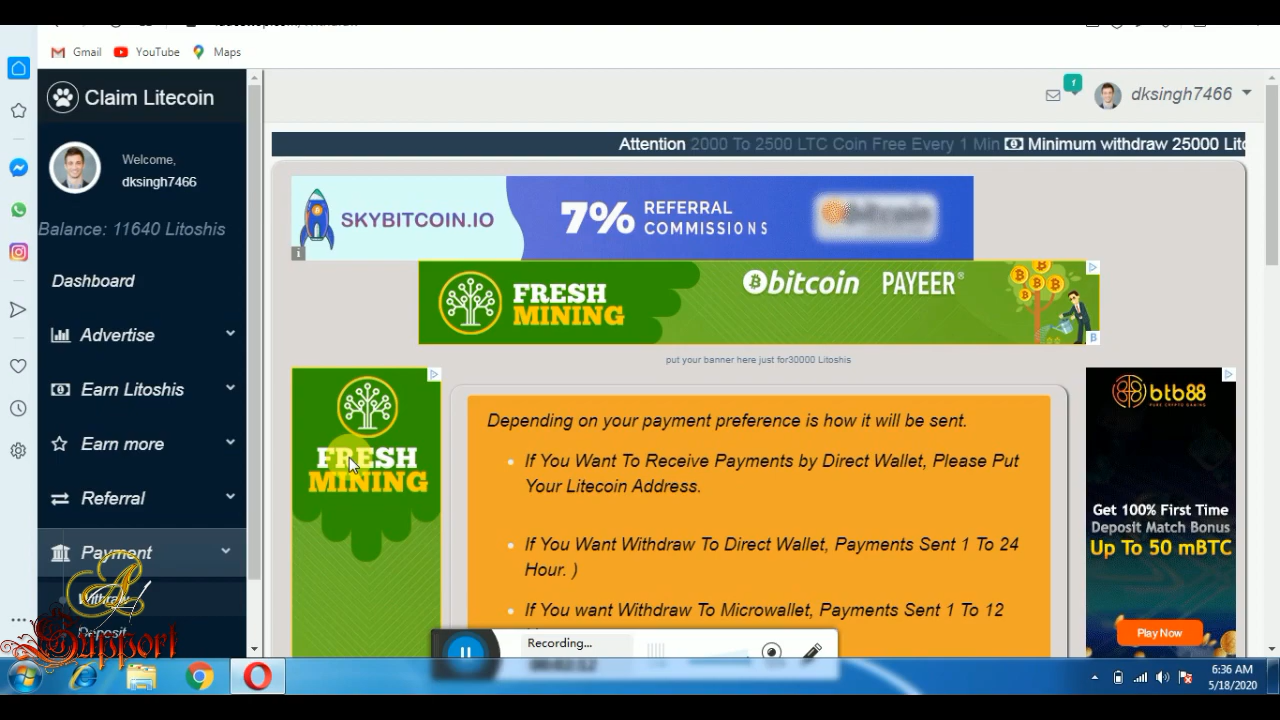 Gmail YouTube Maps
Claim Litecoin
dksingh7466
Welcome,
dksingh7466
Attention 2000 To 2500 LTC Coin Free Every 1 Min Minimum withdraw 25000 Lito
Balance: 11640 Litoshis
SKYBITCOIN.IO 7% REFERRAL
COMMISSIONS
bitcoin
Dashboard
FRESH
MINING
bitcoin PAYEER
Advertise
put your banner here just for30000 Litoshis
Earn Litoshis
Earn more
Referral
Payment
Withraw
Deposit
FRESH
MINING
Depending on your payment preference is how it will be sent.
If You Want To Receive Payments by Direct Wallet, Please Put
Your Litecoin Address.
If You Want Withdraw To Direct Wallet, Payments Sent 1 To 24
Hour. )
If You want Withdraw To Microwallet, Payments Sent 1 To 12
btb88
PURE CRYPTO GAMING
Get 100% First Time
Deposit Match Bonus
Up To 50 mBTC
Play Now
Support
Recording...
6:36 AM
5/18/2020